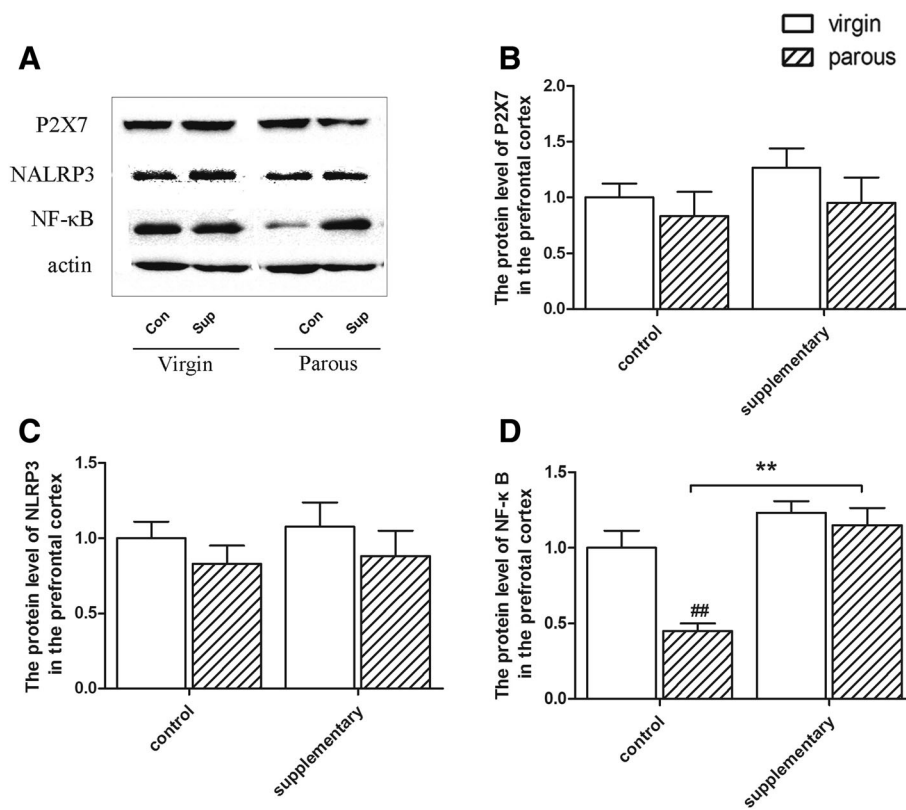 virgin
parous
A
P2X7
NALRP3
NF-κB
actin
Con Sup Con Sup
Virgin Parous
B
The protein level of P2X7
in the prefrontal cortex
2.0
1.5
1.0
0.5
0.0
control
supplementary
C
The protein level of NLRP3
in the prefrontal cortex
1.5
1.0
0.5
0.0
control
supplementary
D
The protein level of NF-κ B
in the prefrotal cortex
1.5
1.0
0.5
0.0
**
##
control
supplementary